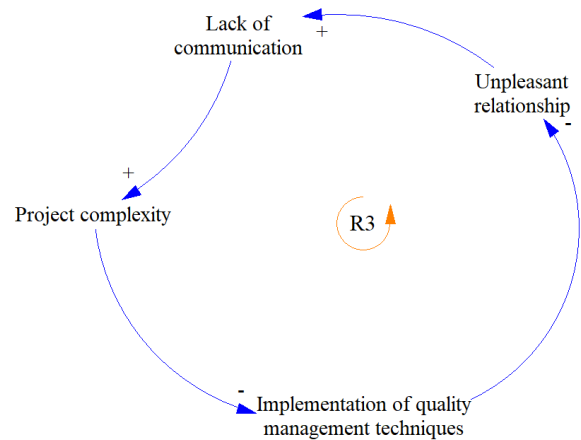 Lack of
communication
+
Unpleasant
relationship
-
+
Project complexity
R3
-
Implementation of quality
management techniques